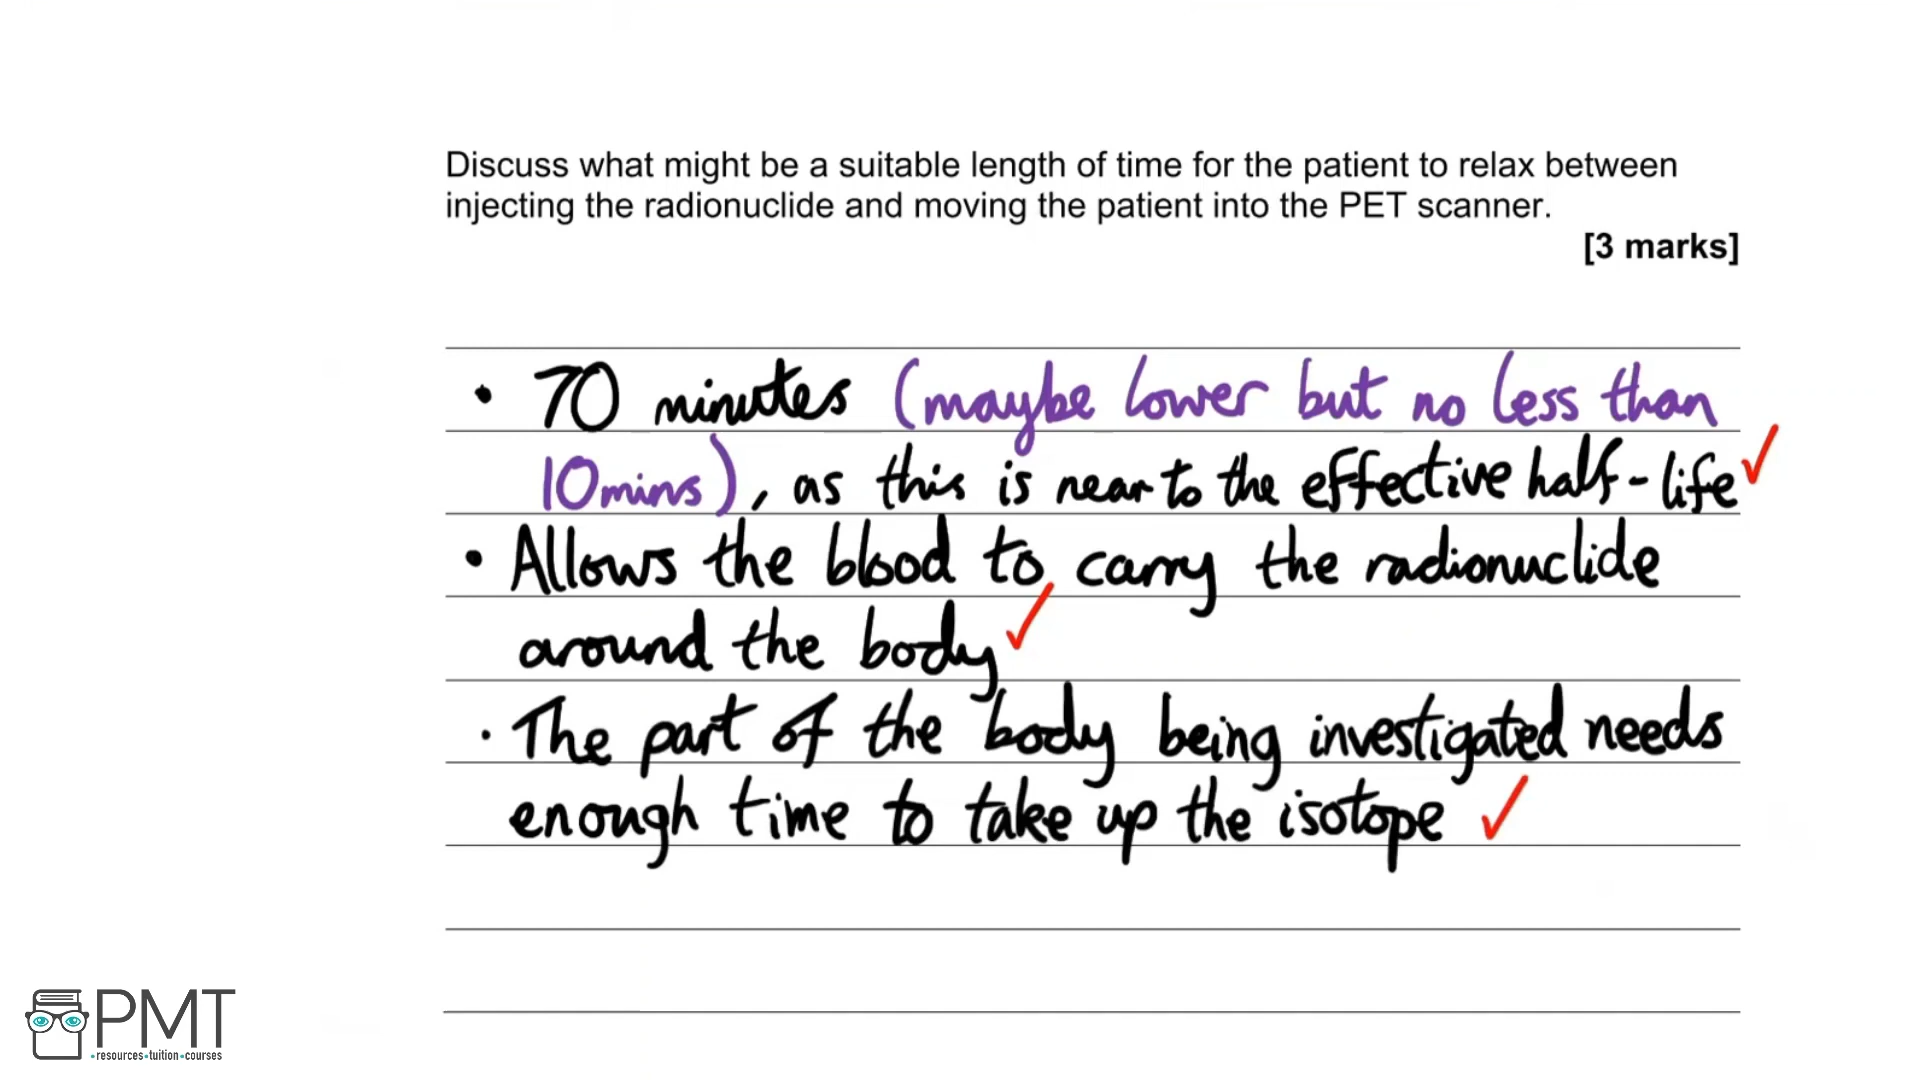 Discuss what might be a suitable length of time for the patient to relax between
injecting the radionuclide and moving the patient into the PET scanner.
[3 marks]
• 70 minutes (maybe lower but no less than
10mins), as this is near to the effective half-life ✓
• Allows the blood to carry the radionuclide
around the body ✓
• The part of the body being investigated needs
enough time to take up the isotope ✓
PMT
•resources•tuition•courses